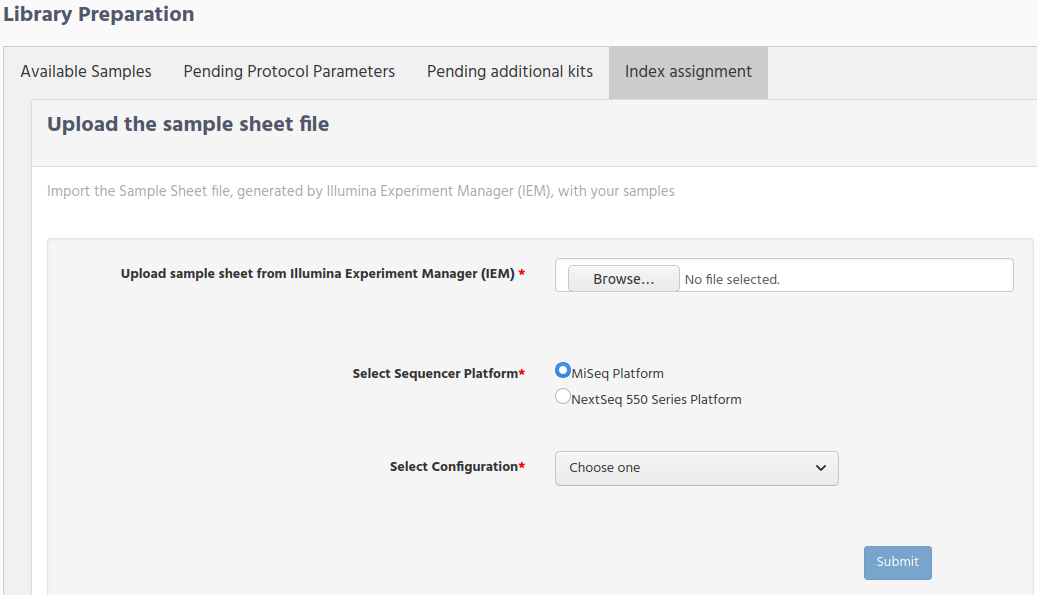 Library Preparation
Available Samples Pending Protocol Parameters Pending additional kits Index assignment
Upload the sample sheet file
Import the Sample Sheet file, generated by Illumina Experiment Manager (IEM), with your samples
Upload sample sheet from Illumina Experiment Manager (IEM) * Browse... No file selected.
Select Sequencer Platform* MiSeq Platform
NextSeq 550 Series Platform
Select Configuration* Choose one
Submit